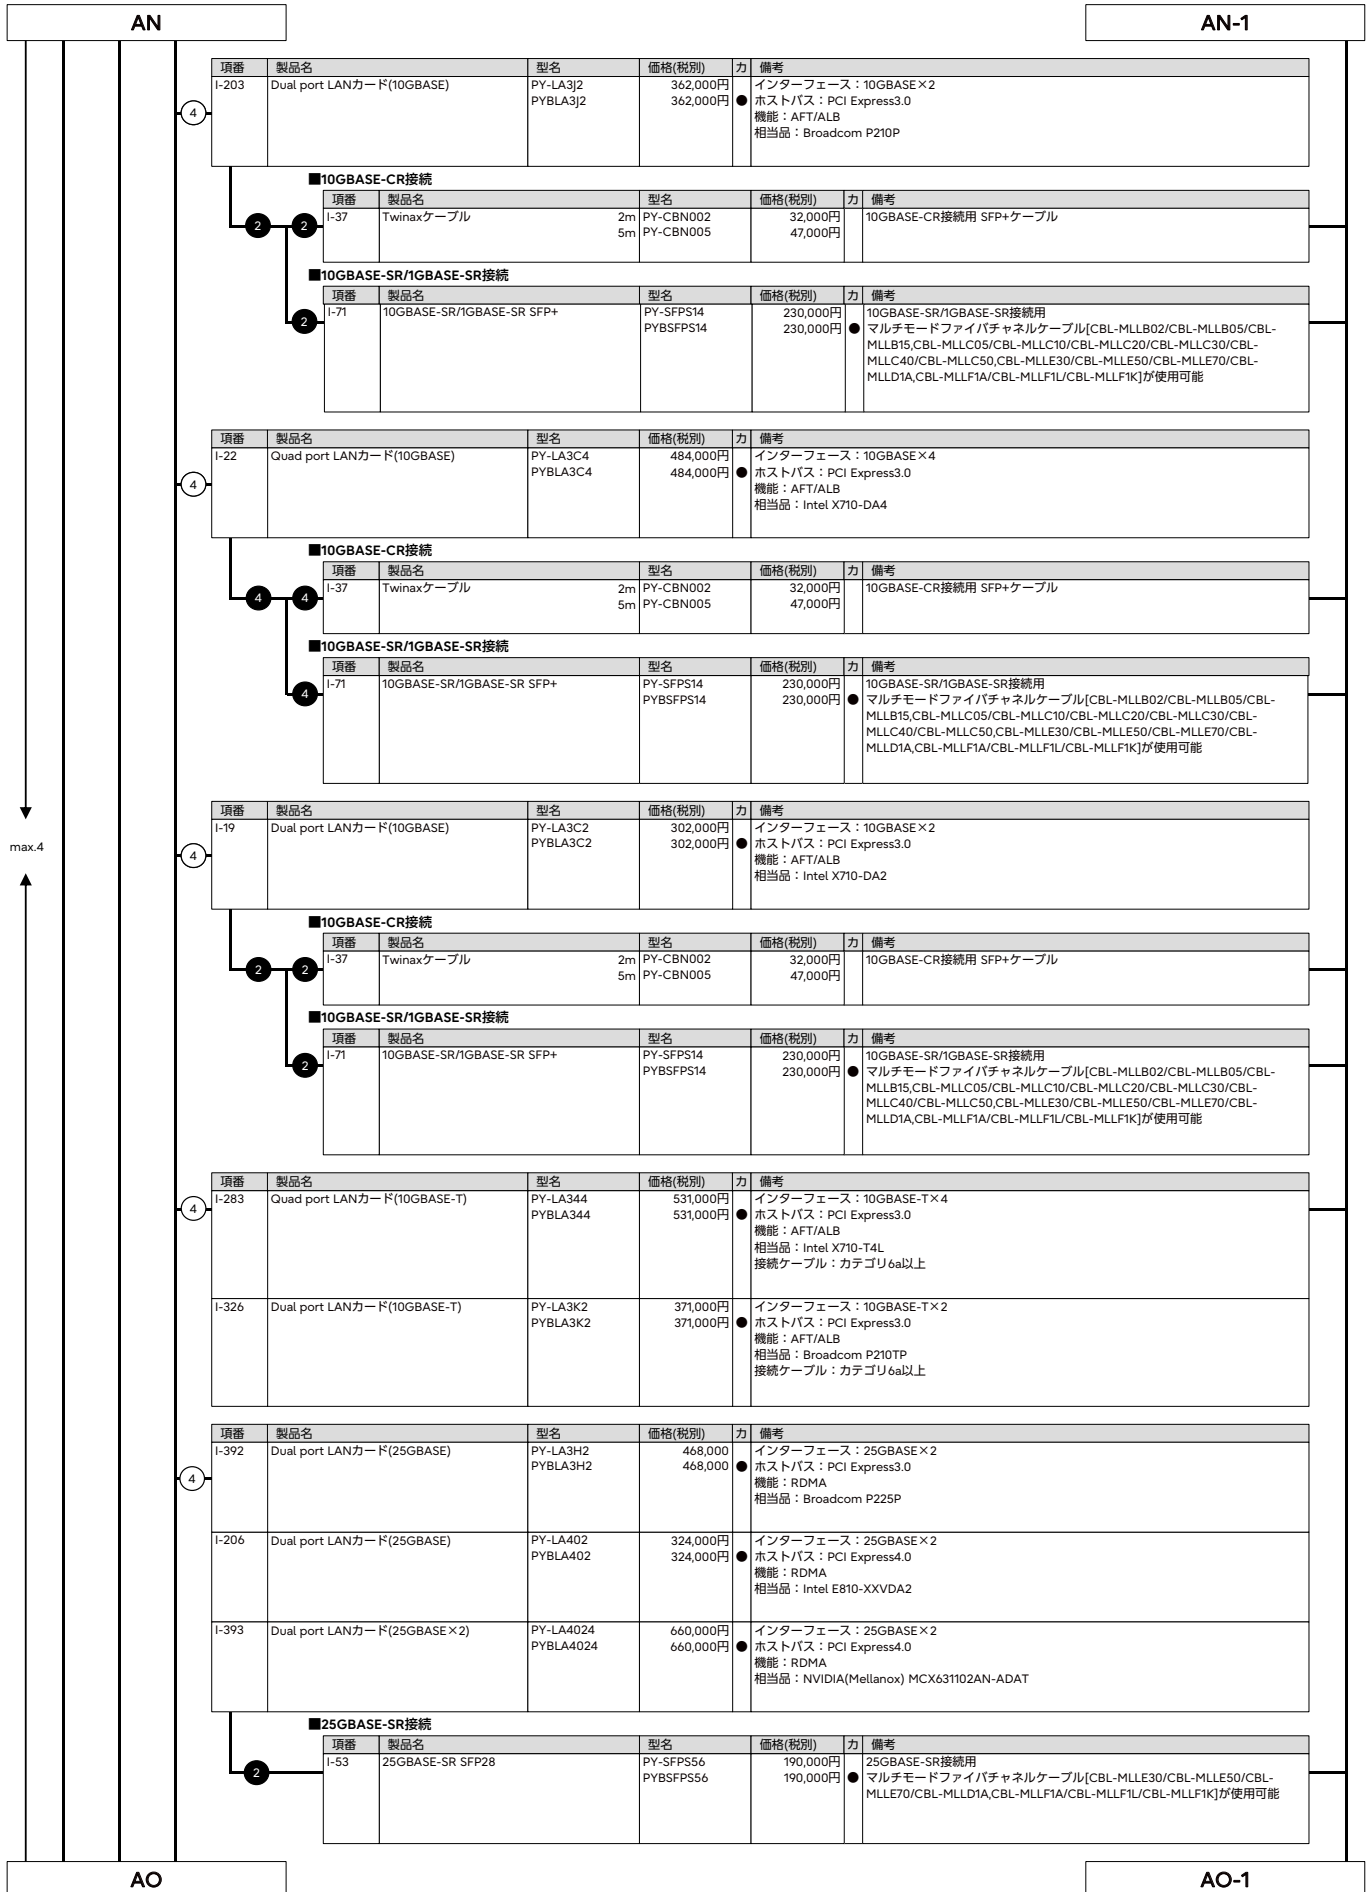 AN
AN-1
項番 製品名 型名 価格(税別) カ 備考
I-203 Dual port LANカード(10GBASE) PY-LA3J2 362,000円 インターフェース：10GBASE×2
PYBLA3J2 362,000円 ● ホストバス：PCI Express3.0
機能：AFT/ALB
相当品：Broadcom P210P
4
■10GBASE-CR接続
項番 製品名 型名 価格(税別) カ 備考
I-37 Twinaxケーブル 2m PY-CBN002 32,000円 10GBASE-CR接続用 SFP+ケーブル
5m PY-CBN005 47,000円
2 2
■10GBASE-SR/1GBASE-SR接続
項番 製品名 型名 価格(税別) カ 備考
I-71 10GBASE-SR/1GBASE-SR SFP+ PY-SFPS14 230,000円 10GBASE-SR/1GBASE-SR接続用
PYBSFPS14 230,000円 ● マルチモードファイバチャネルケーブル[CBL-MLLB02/CBL-MLLB05/CBL-
MLLB15,CBL-MLLC05/CBL-MLLC10/CBL-MLLC20/CBL-MLLC30/CBL-
MLLC40/CBL-MLLC50,CBL-MLLE30/CBL-MLLE50/CBL-MLLE70/CBL-
MLLD1A,CBL-MLLF1A/CBL-MLLF1L/CBL-MLLF1K]が使用可能
2
項番 製品名 型名 価格(税別) カ 備考
I-22 Quad port LANカード(10GBASE) PY-LA3C4 484,000円 インターフェース：10GBASE×4
PYBLA3C4 484,000円 ● ホストバス：PCI Express3.0
機能：AFT/ALB
相当品：Intel X710-DA4
4
■10GBASE-CR接続
項番 製品名 型名 価格(税別) カ 備考
I-37 Twinaxケーブル 2m PY-CBN002 32,000円 10GBASE-CR接続用 SFP+ケーブル
5m PY-CBN005 47,000円
4 4
■10GBASE-SR/1GBASE-SR接続
項番 製品名 型名 価格(税別) カ 備考
I-71 10GBASE-SR/1GBASE-SR SFP+ PY-SFPS14 230,000円 10GBASE-SR/1GBASE-SR接続用
PYBSFPS14 230,000円 ● マルチモードファイバチャネルケーブル[CBL-MLLB02/CBL-MLLB05/CBL-
MLLB15,CBL-MLLC05/CBL-MLLC10/CBL-MLLC20/CBL-MLLC30/CBL-
MLLC40/CBL-MLLC50,CBL-MLLE30/CBL-MLLE50/CBL-MLLE70/CBL-
MLLD1A,CBL-MLLF1A/CBL-MLLF1L/CBL-MLLF1K]が使用可能
4
項番 製品名 型名 価格(税別) カ 備考
I-19 Dual port LANカード(10GBASE) PY-LA3C2 302,000円 インターフェース：10GBASE×2
PYBLA3C2 302,000円 ● ホストバス：PCI Express3.0
機能：AFT/ALB
相当品：Intel X710-DA2
max.4
4
■10GBASE-CR接続
項番 製品名 型名 価格(税別) カ 備考
I-37 Twinaxケーブル 2m PY-CBN002 32,000円 10GBASE-CR接続用 SFP+ケーブル
5m PY-CBN005 47,000円
2 2
■10GBASE-SR/1GBASE-SR接続
項番 製品名 型名 価格(税別) カ 備考
I-71 10GBASE-SR/1GBASE-SR SFP+ PY-SFPS14 230,000円 10GBASE-SR/1GBASE-SR接続用
PYBSFPS14 230,000円 ● マルチモードファイバチャネルケーブル[CBL-MLLB02/CBL-MLLB05/CBL-
MLLB15,CBL-MLLC05/CBL-MLLC10/CBL-MLLC20/CBL-MLLC30/CBL-
MLLC40/CBL-MLLC50,CBL-MLLE30/CBL-MLLE50/CBL-MLLE70/CBL-
MLLD1A,CBL-MLLF1A/CBL-MLLF1L/CBL-MLLF1K]が使用可能
2
項番 製品名 型名 価格(税別) カ 備考
I-283 Quad port LANカード(10GBASE-T) PY-LA344 531,000円 インターフェース：10GBASE-T×4
PYBLA344 531,000円 ● ホストバス：PCI Express3.0
機能：AFT/ALB
相当品：Intel X710-T4L
接続ケーブル：カテゴリ6a以上
4
I-326 Dual port LANカード(10GBASE-T) PY-LA3K2 371,000円 インターフェース：10GBASE-T×2
PYBLA3K2 371,000円 ● ホストバス：PCI Express3.0
機能：AFT/ALB
相当品：Broadcom P210TP
接続ケーブル：カテゴリ6a以上
項番 製品名 型名 価格(税別) カ 備考
I-392 Dual port LANカード(25GBASE) PY-LA3H2 468,000 インターフェース：25GBASE×2
PYBLA3H2 468,000 ● ホストバス：PCI Express3.0
機能：RDMA
相当品：Broadcom P225P
4
I-206 Dual port LANカード(25GBASE) PY-LA402 324,000円 インターフェース：25GBASE×2
PYBLA402 324,000円 ● ホストバス：PCI Express4.0
機能：RDMA
相当品：Intel E810-XXVDA2
I-393 Dual port LANカード(25GBASE×2) PY-LA4024 660,000円 インターフェース：25GBASE×2
PYBLA4024 660,000円 ● ホストバス：PCI Express4.0
機能：RDMA
相当品：NVIDIA(Mellanox) MCX631102AN-ADAT
■25GBASE-SR接続
項番 製品名 型名 価格(税別) カ 備考
I-53 25GBASE-SR SFP28 PY-SFPS56 190,000円 25GBASE-SR接続用
PYBSFPS56 190,000円 ● マルチモードファイバチャネルケーブル[CBL-MLLE30/CBL-MLLE50/CBL-
MLLE70/CBL-MLLD1A,CBL-MLLF1A/CBL-MLLF1L/CBL-MLLF1K]が使用可能
2
AO
AO-1